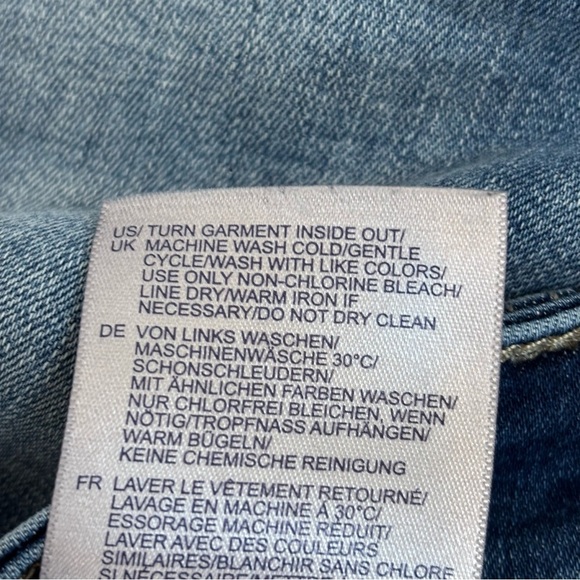 US/ TURN GARMENT INSIDE OUT/
UK MACHINE WASH COLD/GENTLE
CYCLE/WASH WITH LIKE COLORS/
USE ONLY NON-CHLORINE BLEACH/
LINE DRY/WARM IRON IF
NECESSARY/DO NOT DRY CLEAN
DE VON LINKS WASCHEN/
MASCHINENWÄSCHE 30°C/
SCHONSCHLEUDERN/
MIT ÄHNLICHEN FARBEN WASCHEN/
NUR CHLORFREI BLEICHEN, WENN
NÖTIG/TROPFNASS AUFHÄNGEN/
WARM BÜGELN/
KEINE CHEMISCHE REINIGUNG
FR LAVER LE VÊTEMENT RETOURNÉ/
LAVAGE EN MACHINE À 30°C/
ESSORAGE MACHINE RÉDUIT/
LAVER AVEC DES COULEURS
SIMILAIRES/BLANCHIR SANS CHLORE
SI NÉCESSAIRE/